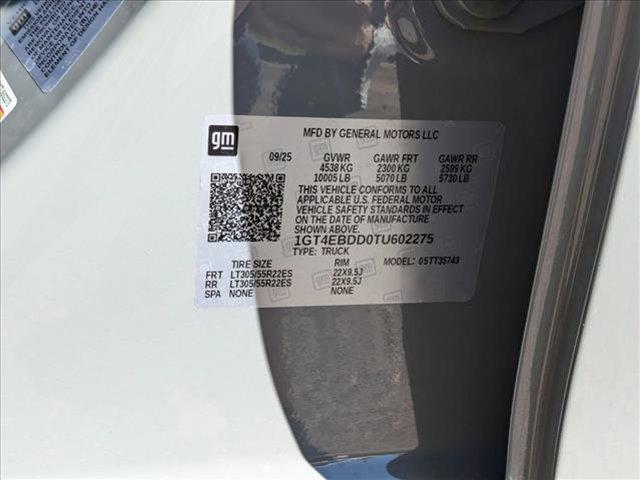 gm
MFD BY GENERAL MOTORS LLC
09/25 GVWR GAWR FRT GAWR RR
4538 KG 2300 KG 2599 KG
10005 LB 5070 LB 5730 LB
THIS VEHICLE CONFORMS TO ALL
APPLICABLE U.S. FEDERAL MOTOR
VEHICLE SAFETY STANDARDS IN EFFECT
ON THE DATE OF MANUFACTURE
SHOWN ABOVE.
1GT4EBDD0TU602275
TYPE: TRUCK
TIRE SIZE RIM MODEL: 05TT35743
FRT LT305/55R22ES 22X9.5J
RR LT305/55R22ES 22X9.5J
SPA NONE NONE